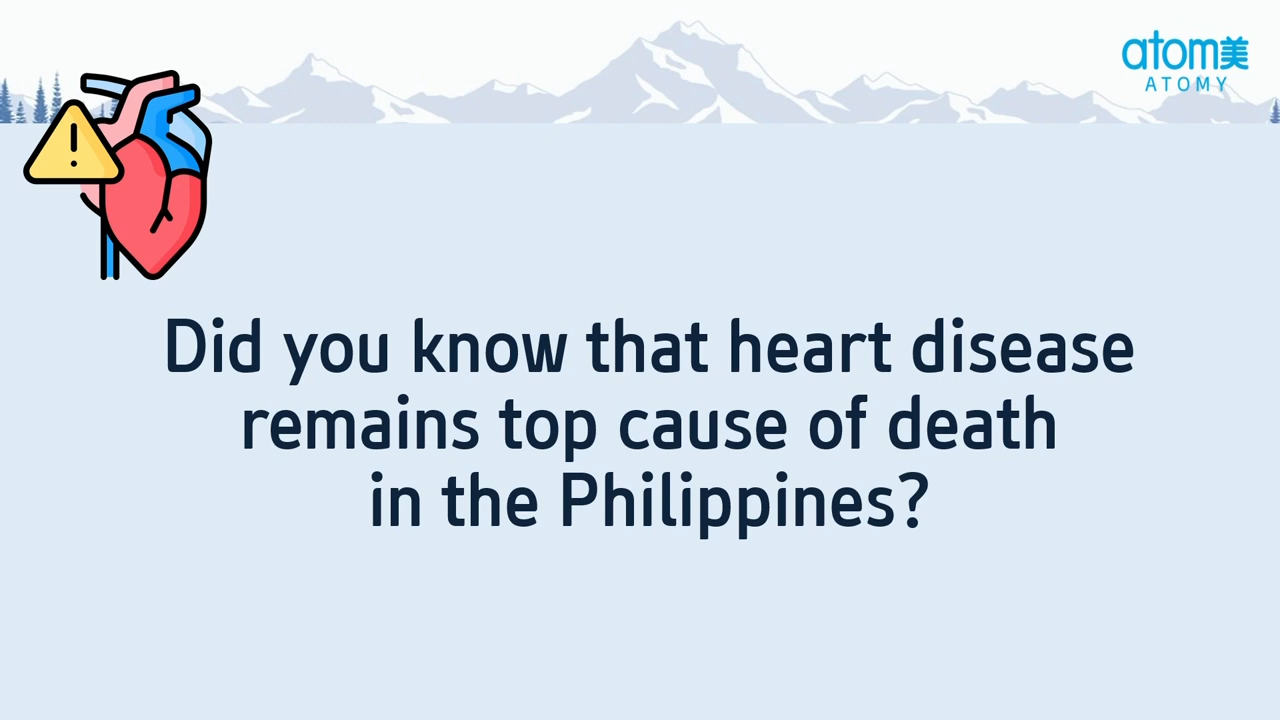 atom美
ATOMY
!
Did you know that heart disease
remains top cause of death
in the Philippines?